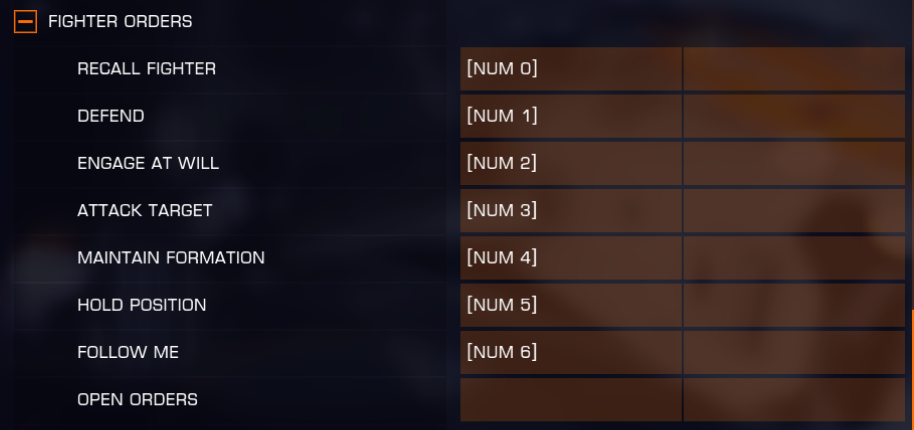 FIGHTER ORDERS
RECALL FIGHTER [NUM 0]
DEFEND [NUM 1]
ENGAGE AT WILL [NUM 2]
ATTACK TARGET [NUM 3]
MAINTAIN FORMATION [NUM 4]
HOLD POSITION [NUM 5]
FOLLOW ME [NUM 6]
OPEN ORDERS